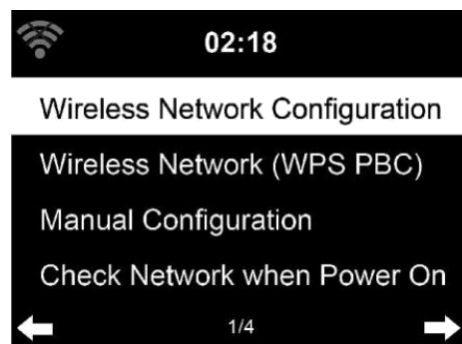 02:18
Wireless Network Configuration
Wireless Network (WPS PBC)
Manual Configuration
Check Network when Power On
1/4